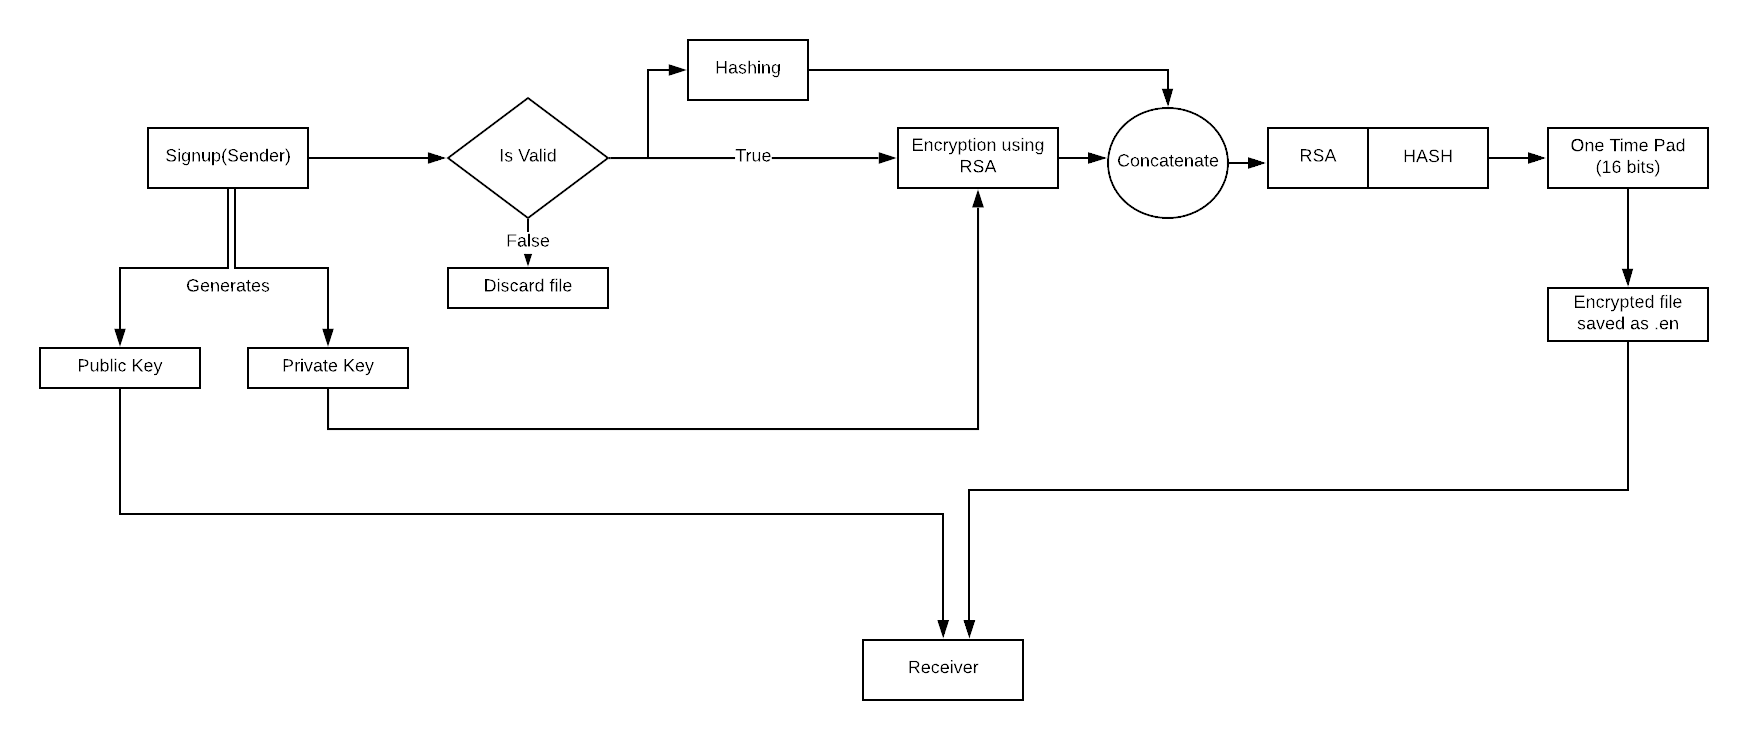 Hashing
Signup(Sender)
Is Valid
True
Encryption using
RSA
Concatenate
RSA
HASH
One Time Pad
(16 bits)
False
Generates
Discard file
Encrypted file
saved as .en
Public Key
Private Key
Receiver